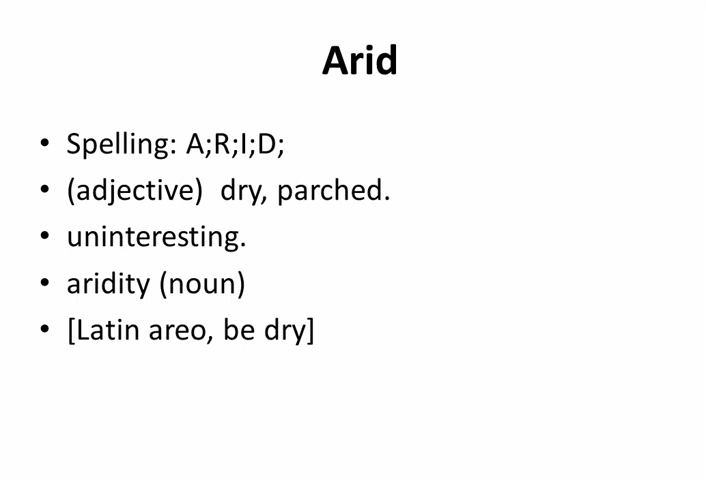 Arid
• Spelling: A;R;I;D;
• (adjective)  dry, parched.
• uninteresting.
• aridity (noun)
• [Latin areo, be dry]